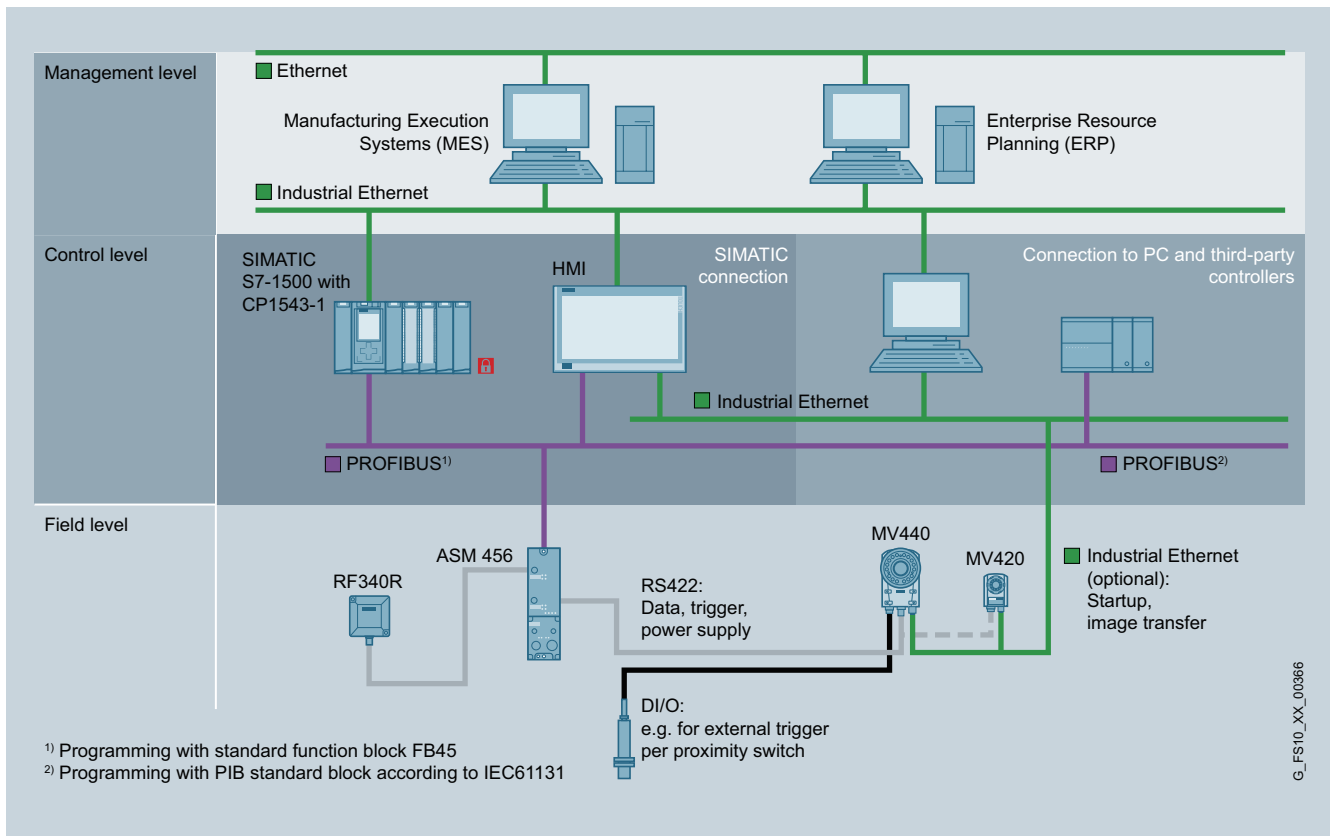 Management level
Ethernet
Manufacturing Execution
Systems (MES)
Enterprise Resource
Planning (ERP)
Industrial Ethernet
Control level
SIMATIC
S7-1500 with
CP1543-1
HMI
SIMATIC
connection
Connection to PC and third-party
controllers
Industrial Ethernet
PROFIBUS1)
PROFIBUS2)
Field level
RF340R
ASM 456
RS422:
Data, trigger,
power supply
MV440
MV420
Industrial Ethernet
(optional):
Startup,
image transfer
DI/O:
e.g. for external trigger
per proximity switch
1) Programming with standard function block FB45
2) Programming with PIB standard block according to IEC61131
G_FS10_XX_00366